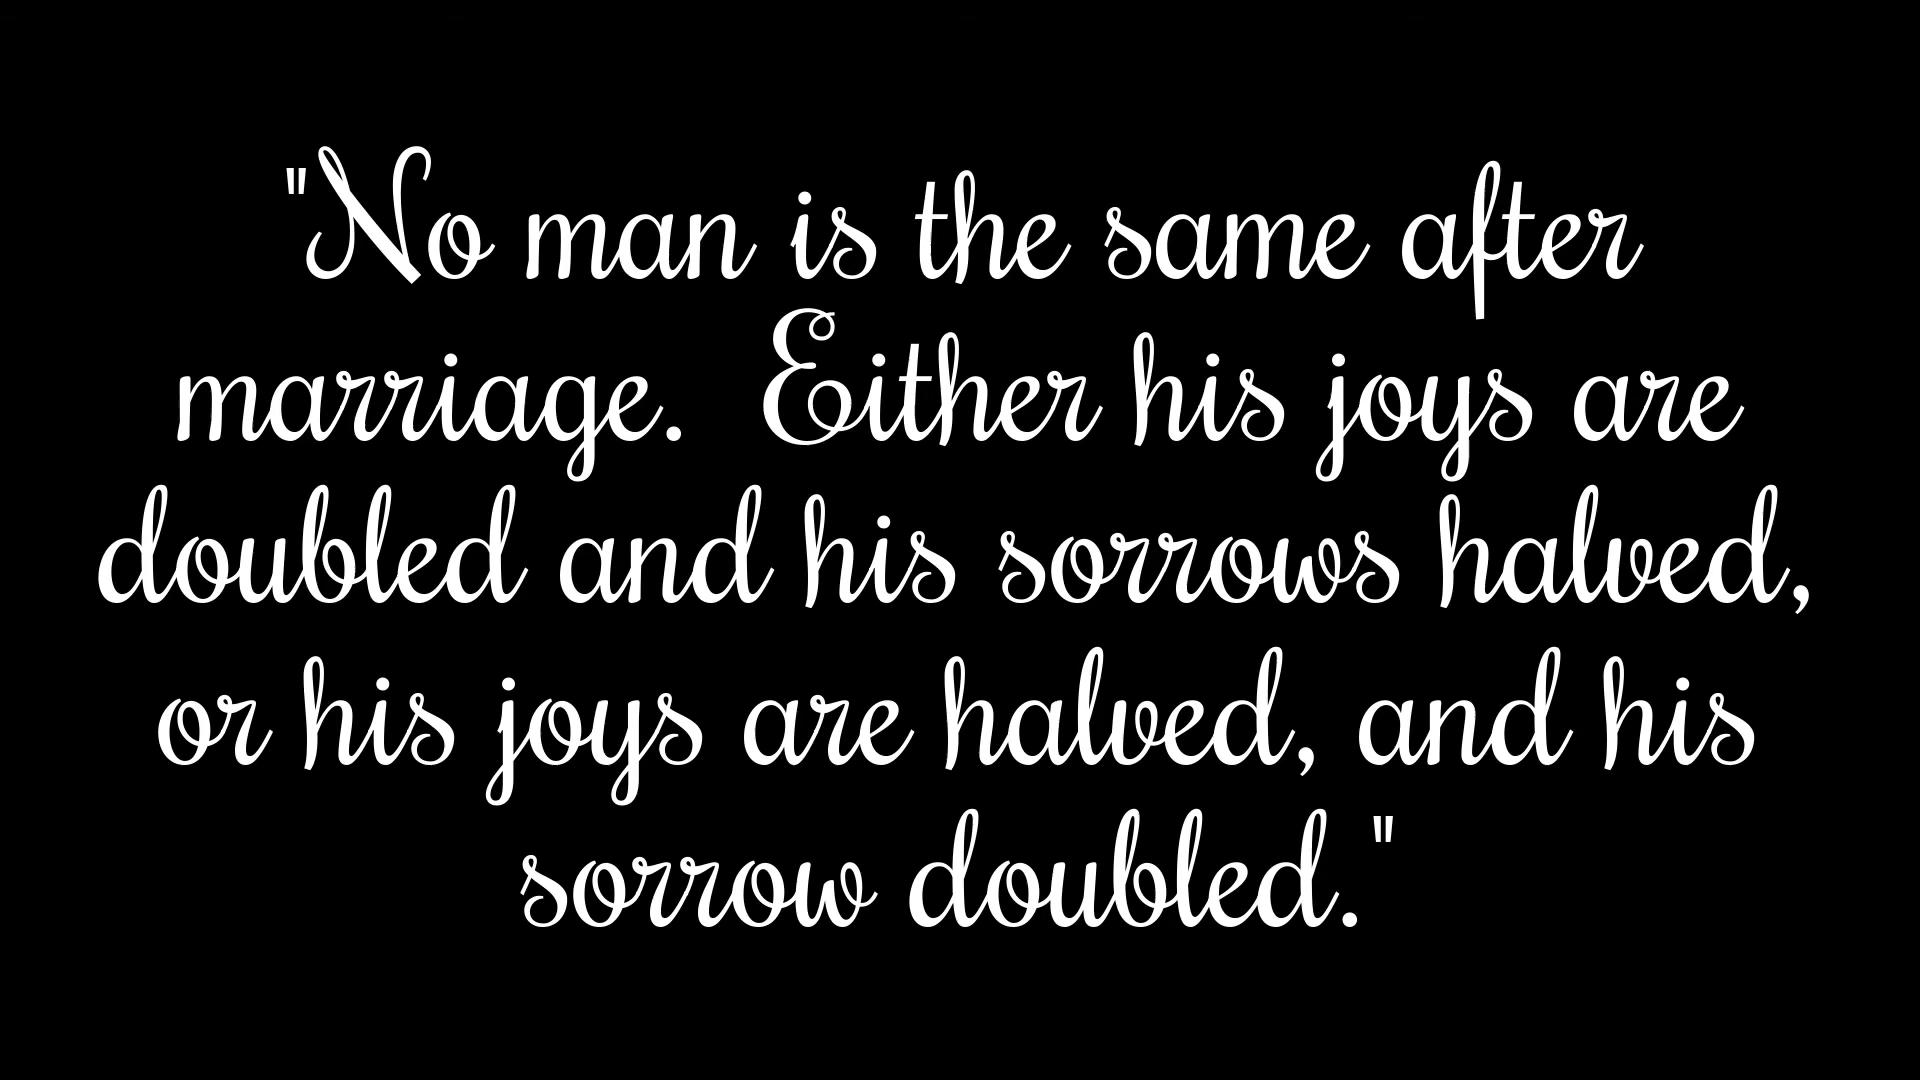 "No man is the same after
marriage.  Either his joys are
doubled and his sorrows halved,
or his joys are halved, and his
sorrow doubled."